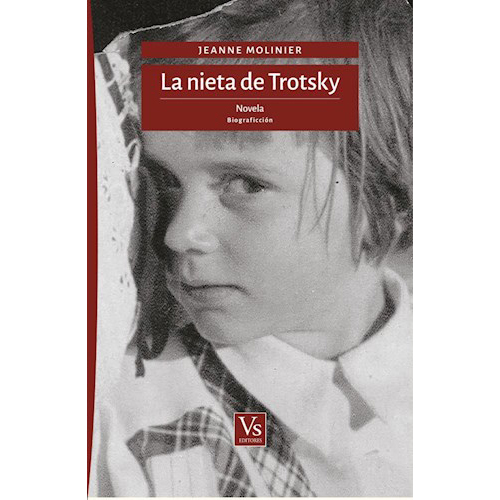 JEANNE MOLINIER
La nieta de Trotsky
Novela
Biograficción
Vs
EDITORES